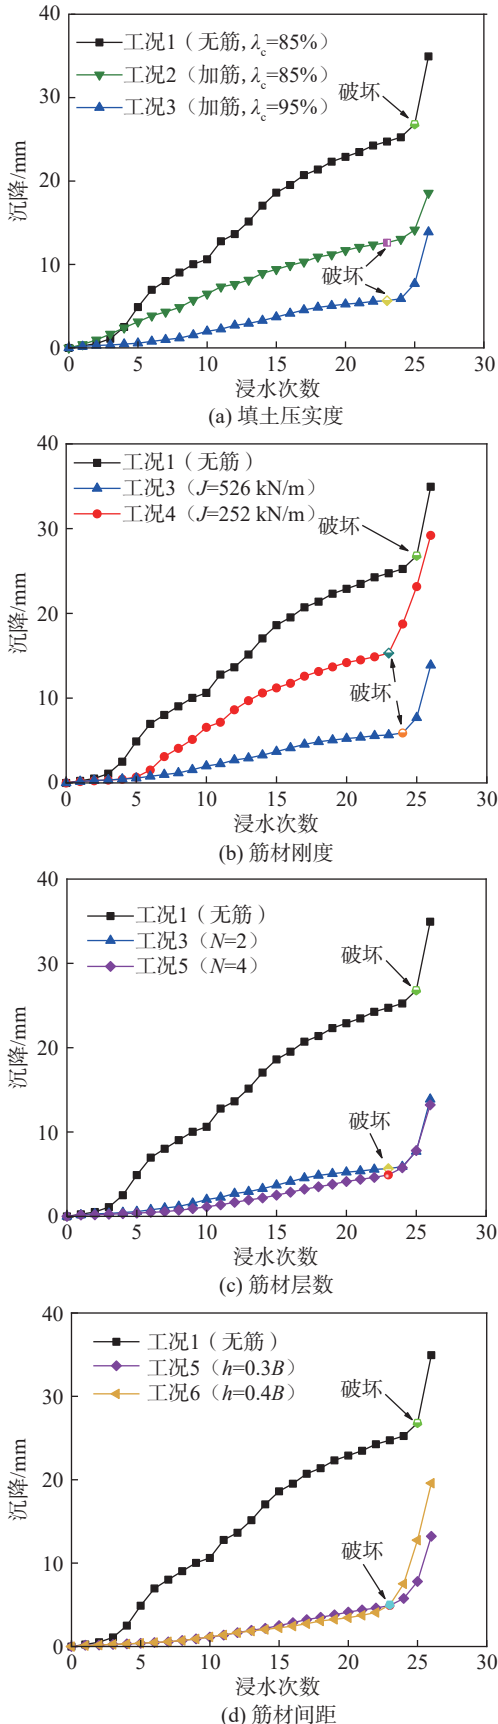 40
30
20
10
0
沉降/mm
工况1（无筋, λc=85%）
工况2（加筋, λc=85%）
工况3（加筋, λc=95%）
破坏
破坏
0 5 10 15 20 25 30
浸水次数
(a) 填土压实度
40
30
20
10
0
沉降/mm
工况1（无筋）
工况3（J=526 kN/m）
工况4（J=252 kN/m）
破坏
破坏
0 5 10 15 20 25 30
浸水次数
(b) 筋材刚度
40
30
20
10
0
沉降/mm
工况1（无筋）
工况3（N=2）
工况5（N=4）
破坏
破坏
0 5 10 15 20 25 30
浸水次数
(c) 筋材层数
40
30
20
10
0
沉降/mm
工况1（无筋）
工况5（h=0.3B）
工况6（h=0.4B）
破坏
破坏
0 5 10 15 20 25 30
浸水次数
(d) 筋材间距